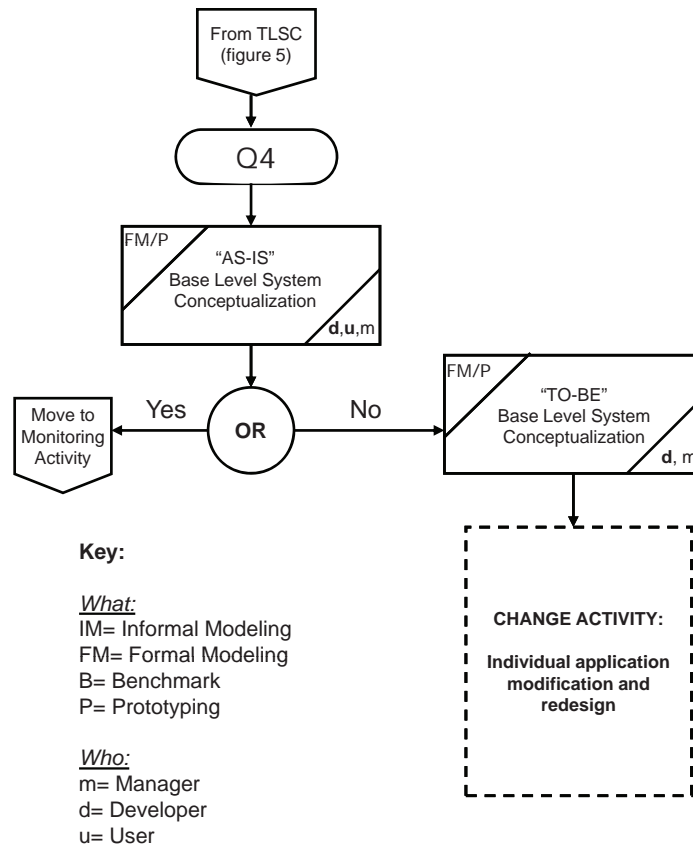 From TLSC
(figure 5)
Q4
FM/P
“AS-IS”
Base Level System
Conceptualization
d,u,m
Move to
Monitoring
Activity
Yes
OR
No
FM/P
“TO-BE”
Base Level System
Conceptualization
d, m
Key:
What:
IM= Informal Modeling
FM= Formal Modeling
B= Benchmark
P= Prototyping
Who:
m= Manager
d= Developer
u= User
CHANGE ACTIVITY:
Individual application
modification and
redesign